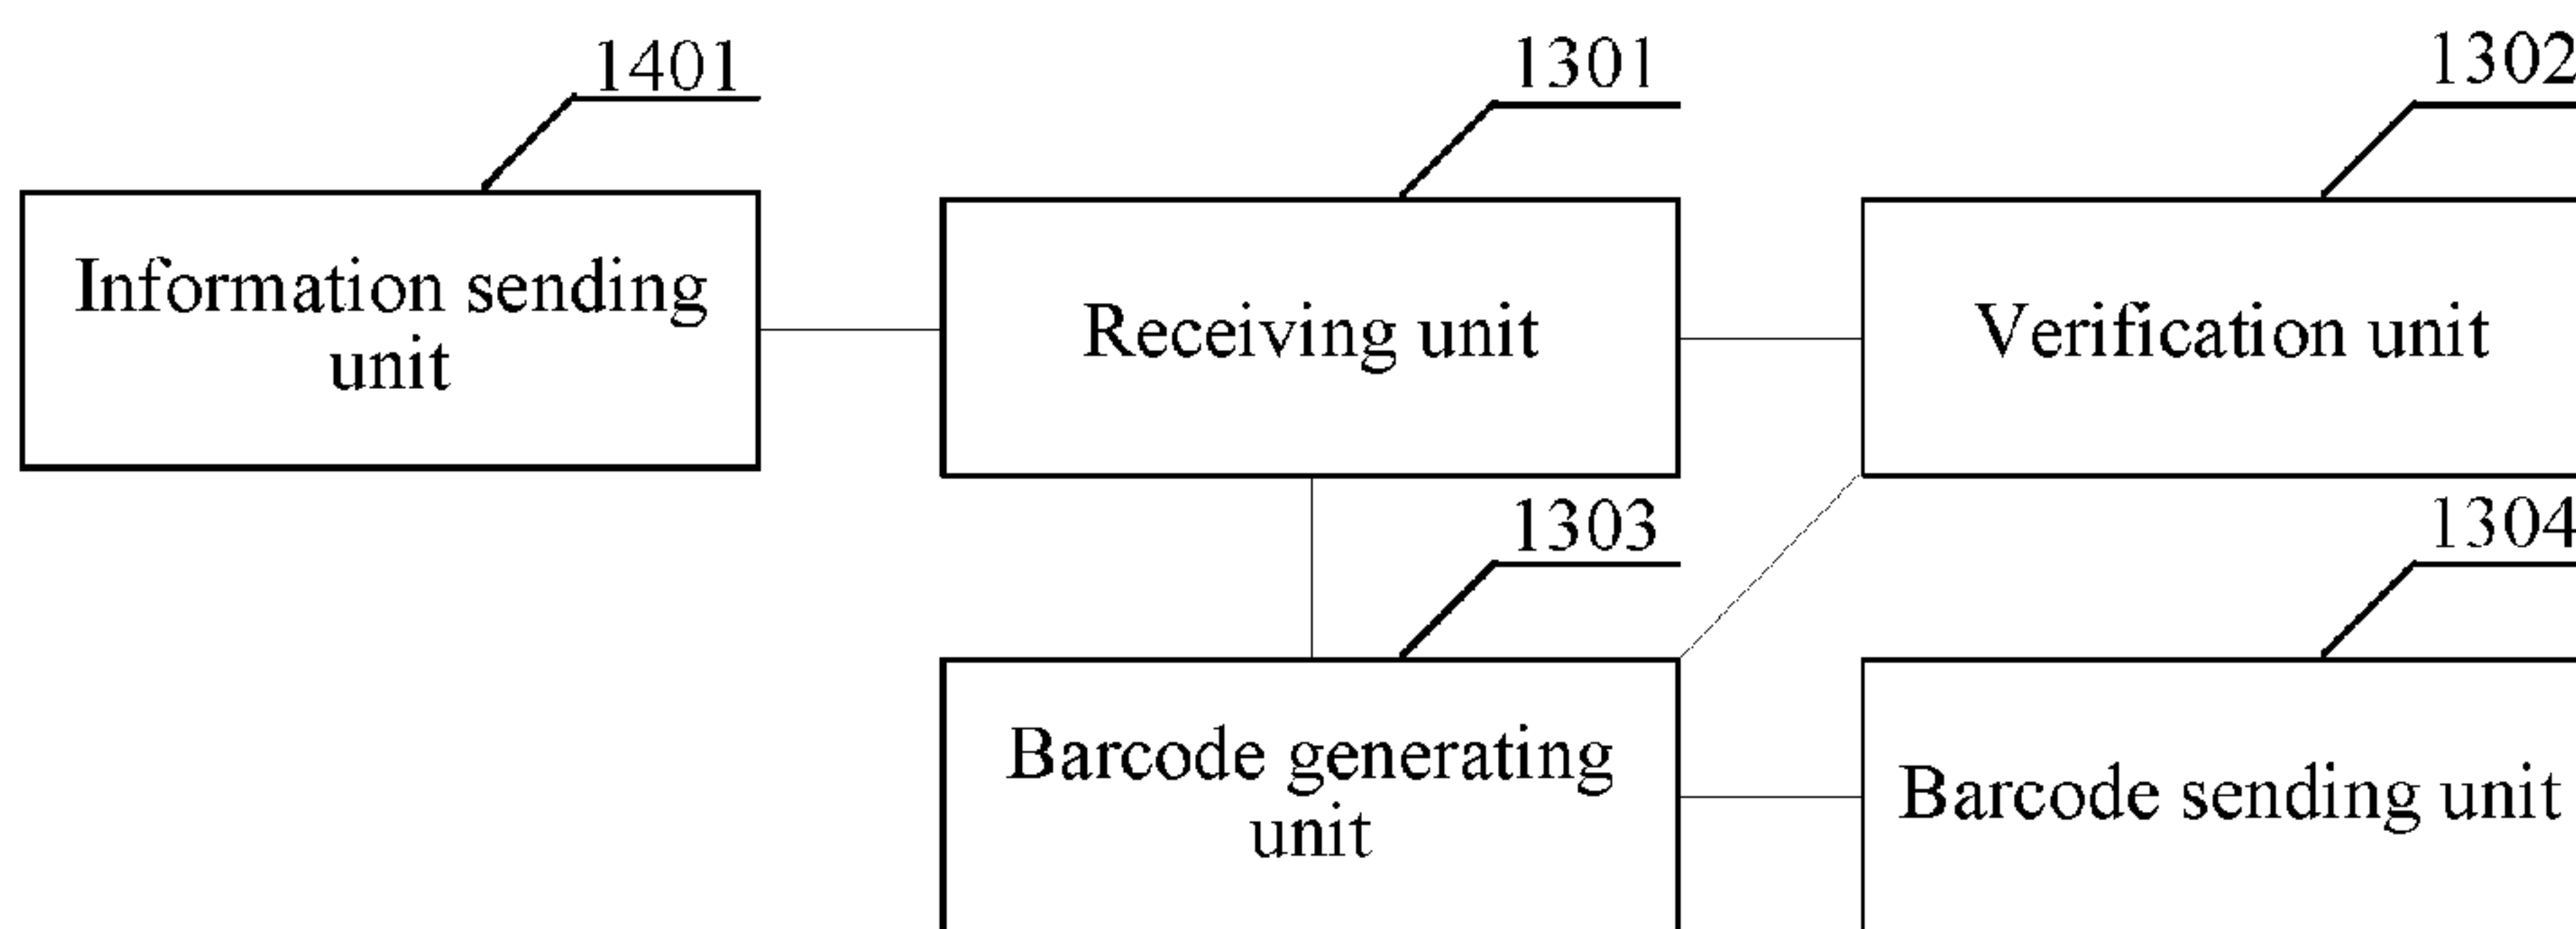 1401
1301
1302
Information sending
unit
Receiving unit
Verification unit
1303
1304
Barcode generating
unit
Barcode sending unit